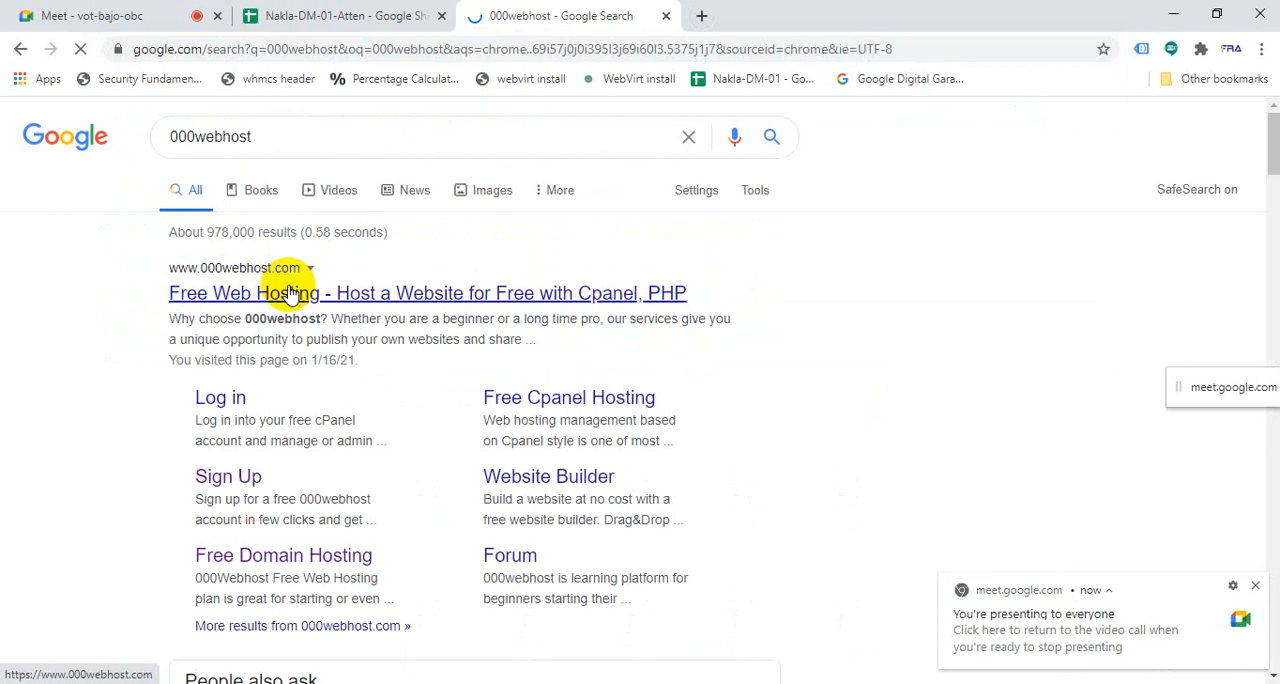 Meet - vot-bajo-obc
Nakla-DM-01-Atten - Google She
000webhost - Google Search
google.com/search?q=000webhost&oq=000webhost&aqs=chrome..69i57j0j0i395l3j69i60l3.5375j1j7&sourceid=chrome&ie=UTF-8
FRA
Apps
Security Fundamen...
whmcs header
Percentage Calculat...
webvirt install
WebVirt install
Nakla-DM-01 - Go...
Google Digital Gara...
Other bookmarks
Google
000webhost
All
Books
Videos
News
Images
More
Settings
Tools
SafeSearch on
About 978,000 results (0.58 seconds)
www.000webhost.com
Free Web Hosting - Host a Website for Free with Cpanel, PHP
Why choose 000webhost? Whether you are a beginner or a long time pro, our services give you
a unique opportunity to publish your own websites and share ...
You visited this page on 1/16/21.
Log in
Log in into your free cPanel
account and manage or admin ...
Free Cpanel Hosting
Web hosting management based
on Cpanel style is one of most ...
Sign Up
Sign up for a free 000webhost
account in few clicks and get ...
Website Builder
Build a website at no cost with a
free website builder. Drag&Drop ...
Free Domain Hosting
000Webhost Free Web Hosting
plan is great for starting or even ...
Forum
000webhost is learning platform for
beginners starting their ...
More results from 000webhost.com »
People also ask
meet.google.com
meet.google.com • now
You're presenting to everyone
Click here to return to the video call when
you're ready to stop presenting
https://www.000webhost.com